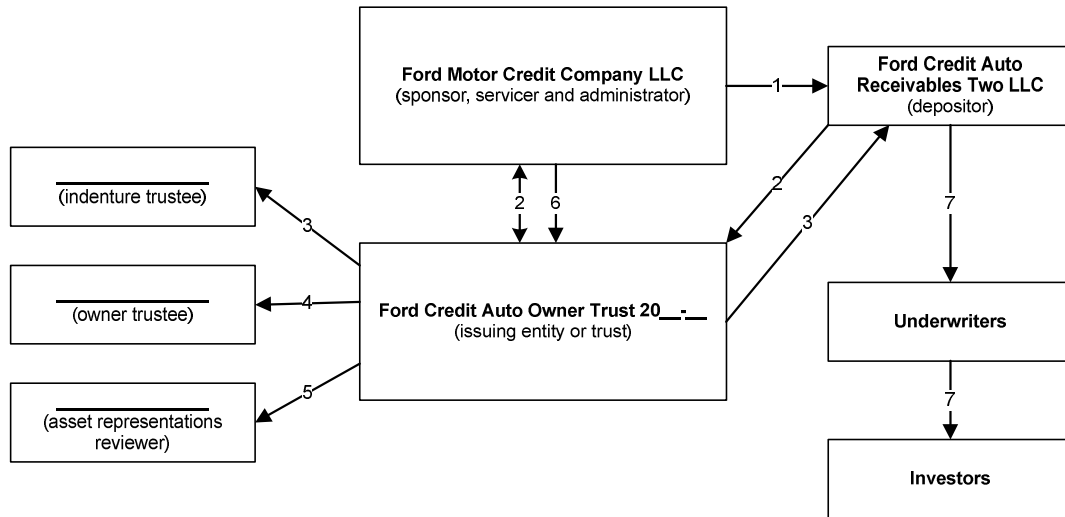 Ford Motor Credit Company LLC
(sponsor, servicer and administrator)
1
Ford Credit Auto
Receivables Two LLC
(depositor)
(indenture trustee)
3
2
6
2
3
7
(owner trustee)
4
Ford Credit Auto Owner Trust 20__-__
(issuing entity or trust)
Underwriters
(asset representations
reviewer)
5
7
Investors